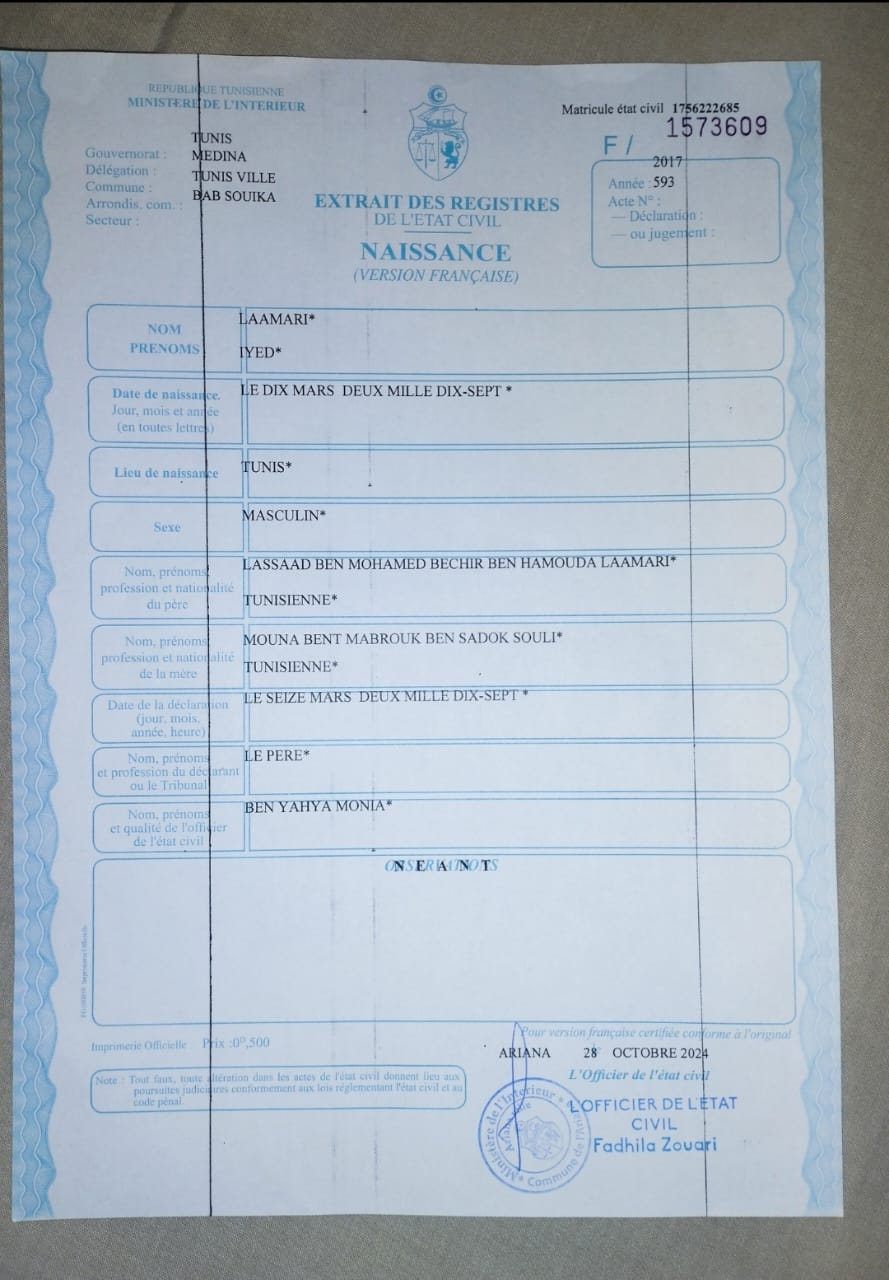 REPUBLIQUE TUNISIENNE
MINISTERE DE L'INTERIEUR
Matricule état civil 1756222685
1573609
F /
TUNIS
Gouvernorat : MEDINA
Délégation : TUNIS VILLE
Commune :
Arrondis. com. : BAB SOUIKA
Secteur :
2017
Année : 593
Acte N° :
— Déclaration :
— ou jugement :
EXTRAIT DES REGISTRES
DE L'ETAT CIVIL
NAISSANCE
(VERSION FRANÇAISE)
NOM
PRENOMS
LAAMARI*
IYED*
Date de naissance.
Jour, mois et année
(en toutes lettres)
LE DIX MARS DEUX MILLE DIX-SEPT *
Lieu de naissance
TUNIS*
Sexe
MASCULIN*
Nom, prénoms
profession et nationalité
du père
LASSAAD BEN MOHAMED BECHIR BEN HAMOUDA LAAMARI*
TUNISIENNE*
Nom, prénoms
profession et nationalité
de la mère
MOUNA BENT MABROUK BEN SADOK SOULI*
TUNISIENNE*
Date de la déclaration
(jour, mois,
année, heure)
LE SEIZE MARS DEUX MILLE DIX-SEPT *
Nom, prénoms
et profession du déclarant
ou le Tribunal
LE PERE*
Nom, prénoms
et qualité de l'officier
de l'état civil
BEN YAHYA MONIA*
OBSERVATIONS
N E A N T
Imprimerie Officielle Prix :0ᴰ,500
Note : Tout faux, toute altération dans les actes de l'état civil donnent lieu aux
poursuites judiciaires conformement aux lois réglementant l'état civil et au
code pénal.
Pour version française certifiée conforme à l'original
ARIANA 28 OCTOBRE 2024
L'Officier de l'état civil
L'OFFICIER DE L'ETAT
CIVIL
Fadhila Zouari
Ministère de l'Interieur
Ariana ville